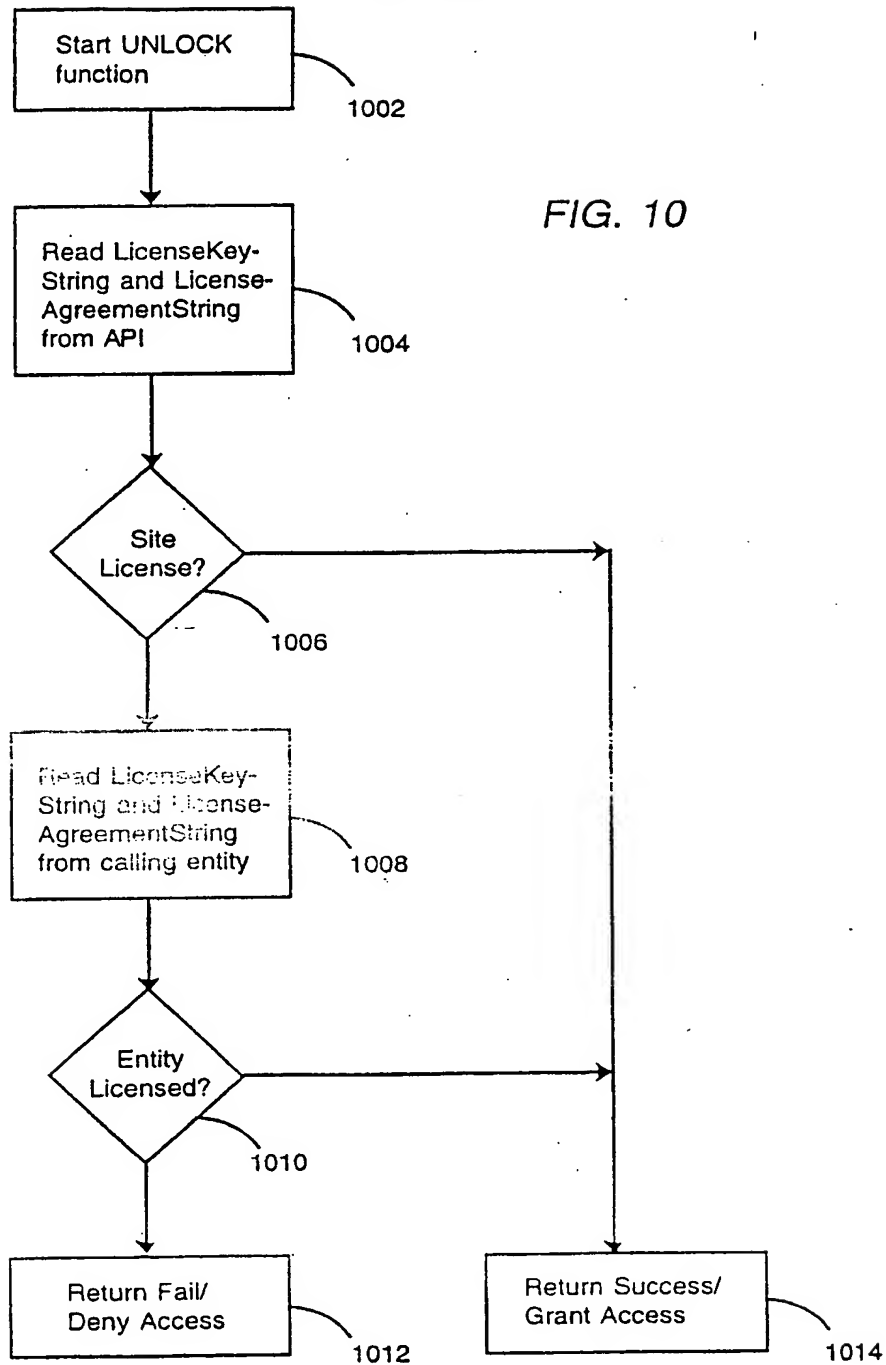 Start UNLOCK
function
1002
FIG. 10
Read LicenseKey-
String and License-
AgreementString
from API
1004
Site
License?
1006
Read LicenseKey-
String and License-
AgreementString
from calling entity
1008
Entity
Licensed?
1010
Return Fail/
Deny Access
1012
Return Success/
Grant Access
1014